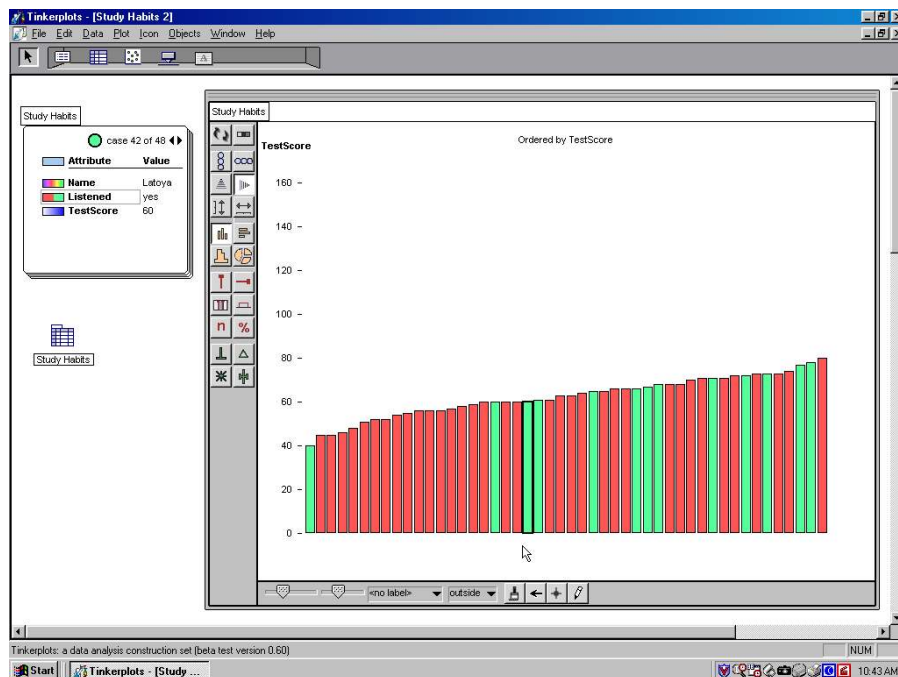 Tinkerplots - [Study Habits 2]
File Edit Data Plot Icon Objects Window Help
A
Study Habits
case 42 of 48
Attribute Value
Name Latoya
Listened yes
TestScore 60
Study Habits
Study Habits
n %
TestScore
Ordered by TestScore
160
140
120
100
80
60
40
20
0
<no label> outside
Tinkerplots: a data analysis construction set (beta test version 0.60) NUM
Start Tinkerplots - [Study ... 10:43 AM